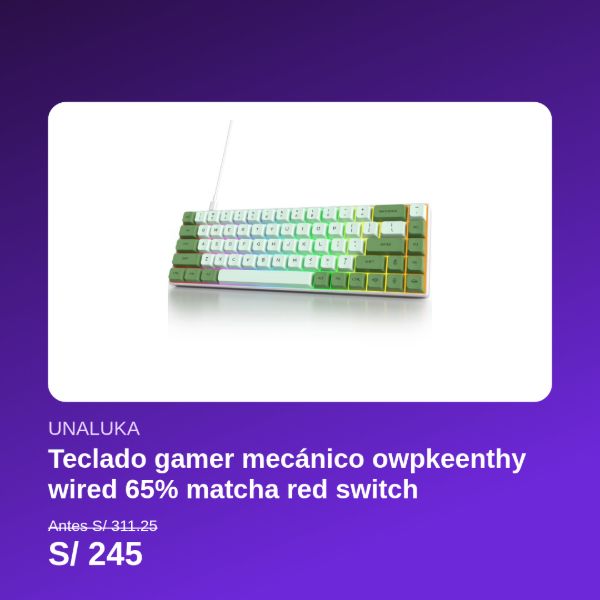 UNALUKA
Teclado gamer mecánico owpkeenthy
wired 65% matcha red switch
Antes S/ 311.25
S/ 245